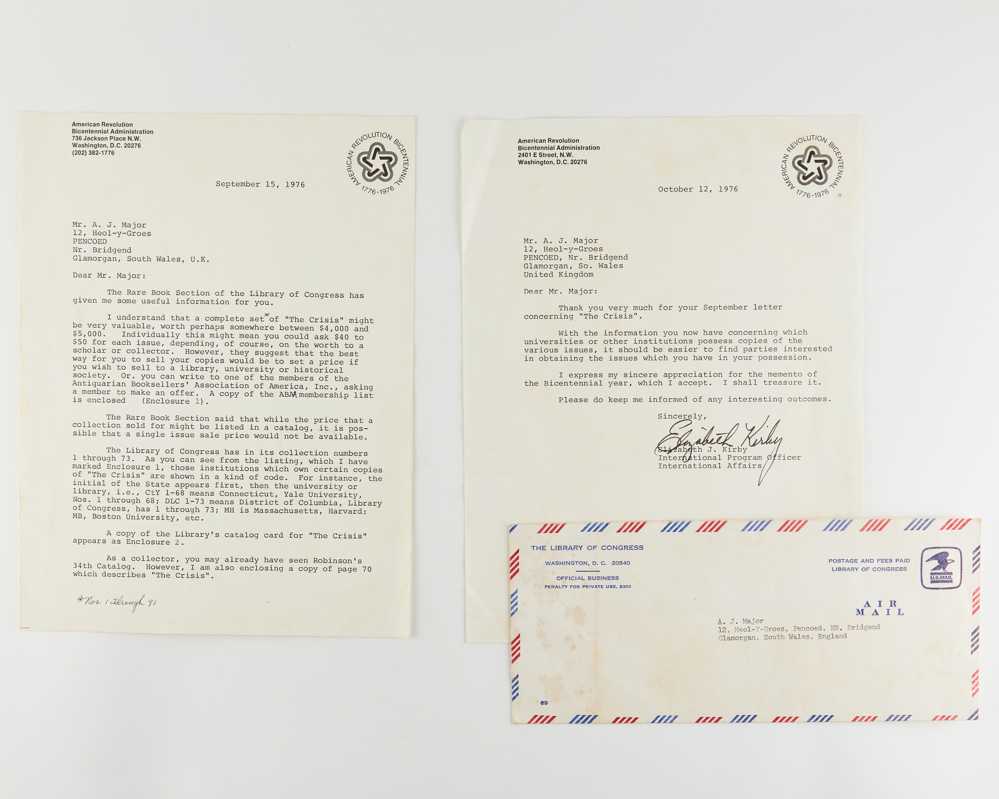 American Revolution
Bicentennial Administration
736 Jackson Place N.W.
Washington, D.C. 20276
(202) 382-1776
AMERICAN REVOLUTION BICENTENNIAL
1776-1976
September 15, 1976
Mr. A. J. Major
12, Heol-y-Groes
PENCOED
Nr. Bridgend
Glamorgan, South Wales, U.K.
Dear Mr. Major:
The Rare Book Section of the Library of Congress has
given me some useful information for you.
I understand that a complete set* of "The Crisis" might
be very valuable, worth perhaps somewhere between $4,000 and
$5,000. Individually this might mean you could ask $40 to
$50 for each issue, depending, of course, on the worth to a
scholar or collector. However, they suggest that the best
way for you to sell your copies would be to set a price if
you wish to sell to a library, university or historical
society. Or, you can write to one of the members of the
Antiquarian Booksellers' Association of America, Inc., asking
a member to make an offer. A copy of the ABAA membership list
is enclosed (Enclosure 1).
The Rare Book Section said that while the price that a
collection sold for might be listed in a catalog, it is pos-
sible that a single issue sale price would not be available.
The Library of Congress has in its collection numbers
1 through 73. As you can see from the listing, which I have
marked Enclosure 1, those institutions which own certain copies
of "The Crisis" are shown in a kind of code. For instance, the
initial of the State appears first, then the university or
library, i.e., CtY 1-68 means Connecticut, Yale University,
Nos. 1 through 68; DLC 1-73 means District of Columbia, Library
of Congress, has 1 through 73; MH is Massachusetts, Harvard;
MB, Boston University, etc.
A copy of the Library's catalog card for "The Crisis"
appears as Enclosure 2.
As a collector, you may already have seen Robinson's
34th Catalog. However, I am also enclosing a copy of page 70
which describes "The Crisis".
*Nos. 1 through 91
American Revolution
Bicentennial Administration
2401 E Street, N.W.
Washington, D.C. 20276
AMERICAN REVOLUTION BICENTENNIAL
1776-1976
October 12, 1976
Mr. A. J. Major
12, Heol-y-Groes
PENCOED, Nr. Bridgend
Glamorgan, So. Wales
United Kingdom
Dear Mr. Major:
Thank you very much for your September letter
concerning "The Crisis".
With the information you now have concerning which
universities or other institutions possess copies of the
various issues, it should be easier to find parties interested
in obtaining the issues which you have in your possession.
I express my sincere appreciation for the memento of
the Bicentennial year, which I accept. I shall treasure it.
Please do keep me informed of any interesting outcomes.
Sincerely,
Elizabeth Kirby
Elizabeth J. Kirby
International Program Officer
International Affairs
THE LIBRARY OF CONGRESS
WASHINGTON, D. C. 20540
OFFICIAL BUSINESS
PENALTY FOR PRIVATE USE, $300
POSTAGE AND FEES PAID
LIBRARY OF CONGRESS
U.S.MAIL
AIR
MAIL
A. J. Major
12, Heol-Y-Groes, Pencoed, NR. Bridgend
Glamorgan, South Wales, England
69